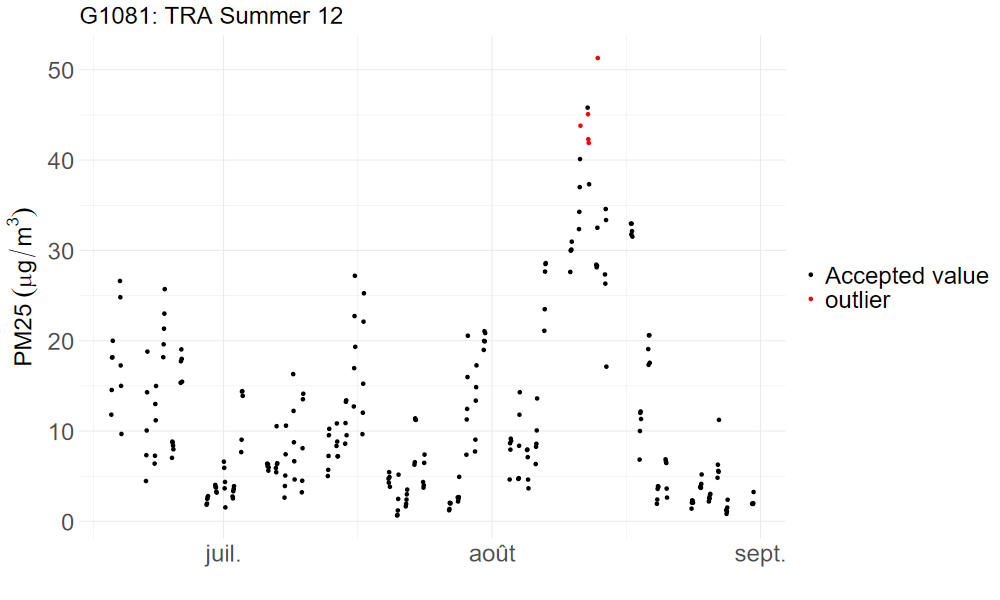 G1081: TRA Summer 12
PM25 (μg/m³)
50
40
30
20
10
0
juil.
août
sept.
Accepted value
outlier